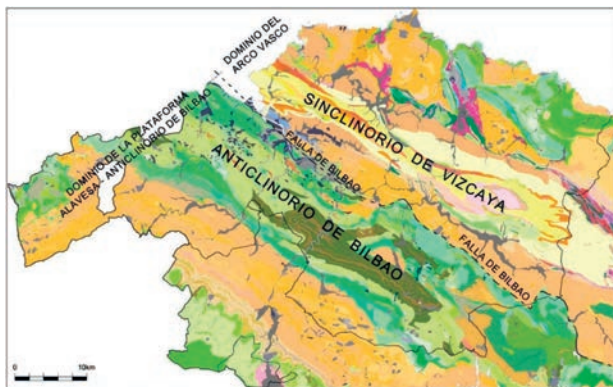 DOMINIO DEL
ARCO VASCO
DOMINIO DE LA PLATAFORMA
ALAVESA - ANTICLINORIO DE BILBAO
SINCLINORIO DE VIZCAYA
FALLA DE BILBAO
ANTICLINORIO DE BILBAO
FALLA DE BILBAO
0 10km